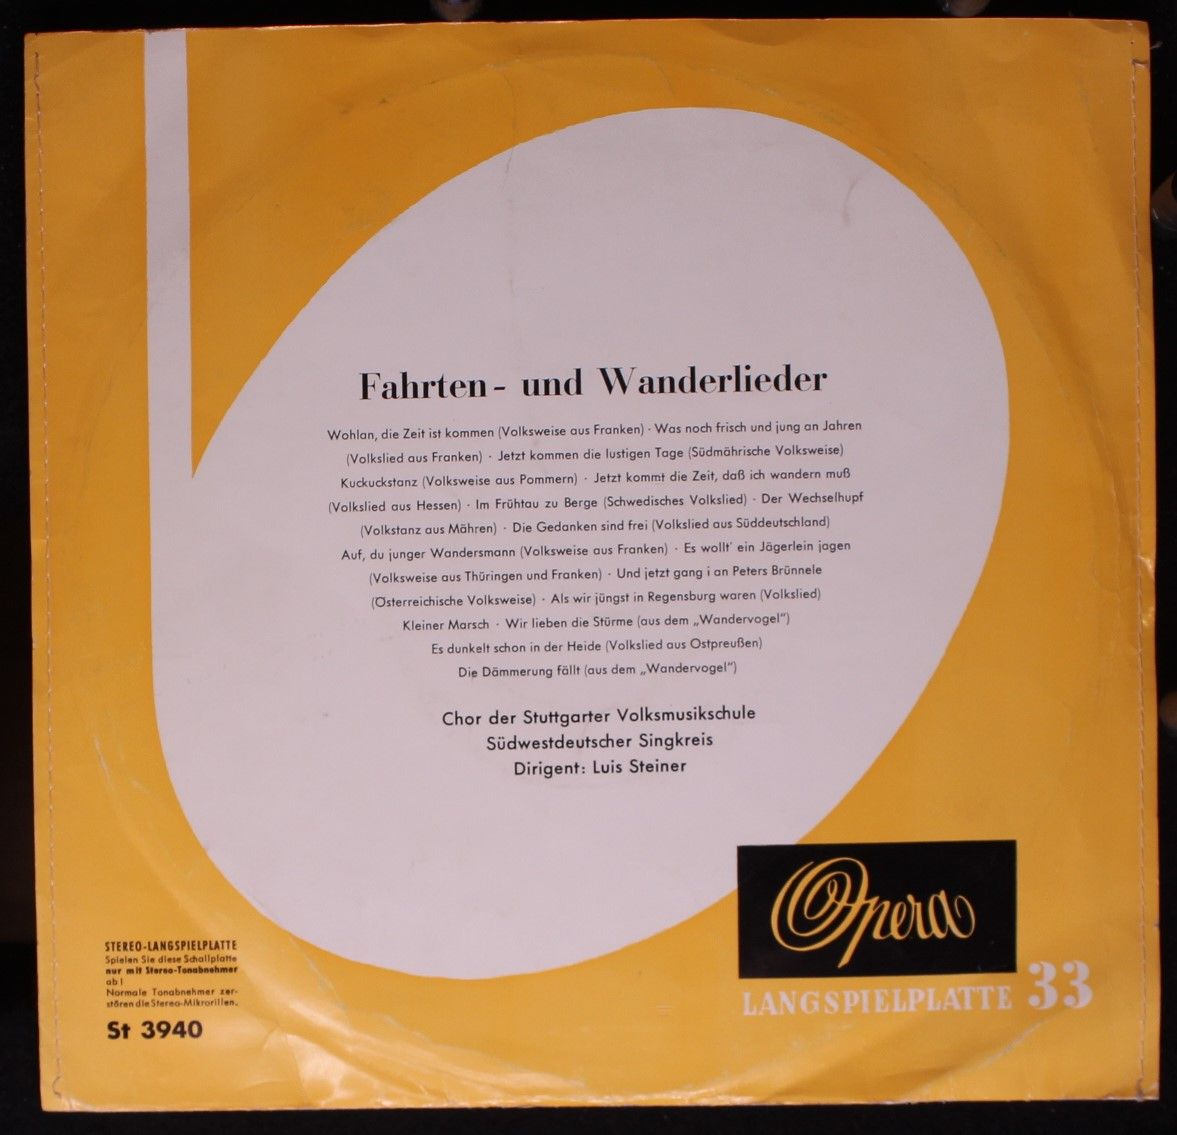 Fahrten- und Wanderlieder
Wohlan, die Zeit ist kommen (Volksweise aus Franken) · Was noch frisch und jung an Jahren
(Volkslied aus Franken) · Jetzt kommen die lustigen Tage (Südmährische Volksweise)
Kuckuckstanz (Volksweise aus Pommern) · Jetzt kommt die Zeit, daß ich wandern muß
(Volkslied aus Hessen) · Im Frühtau zu Berge (Schwedisches Volkslied) · Der Wechselhupf
(Volkstanz aus Mähren) · Die Gedanken sind frei (Volkslied aus Süddeutschland)
Auf, du junger Wandersmann (Volksweise aus Franken) · Es wollt' ein Jägerlein jagen
(Volksweise aus Thüringen und Franken) · Und jetzt gang i an Peters Brünnele
(Österreichische Volksweise) · Als wir jüngst in Regensburg waren (Volkslied)
Kleiner Marsch · Wir lieben die Stürme (aus dem „Wandervogel")
Es dunkelt schon in der Heide (Volkslied aus Ostpreußen)
Die Dämmerung fällt (aus dem „Wandervogel")
Chor der Stuttgarter Volksmusikschule
Südwestdeutscher Singkreis
Dirigent: Luis Steiner
Opera
LANGSPIELPLATTE 33
STEREO-LANGSPIELPLATTE
Spielen Sie diese Schallplatte
nur mit Stereo-Tonabnehmer
ab!
Normale Tonabnehmer zer-
stören die Stereo-Mikrorillen.
St 3940